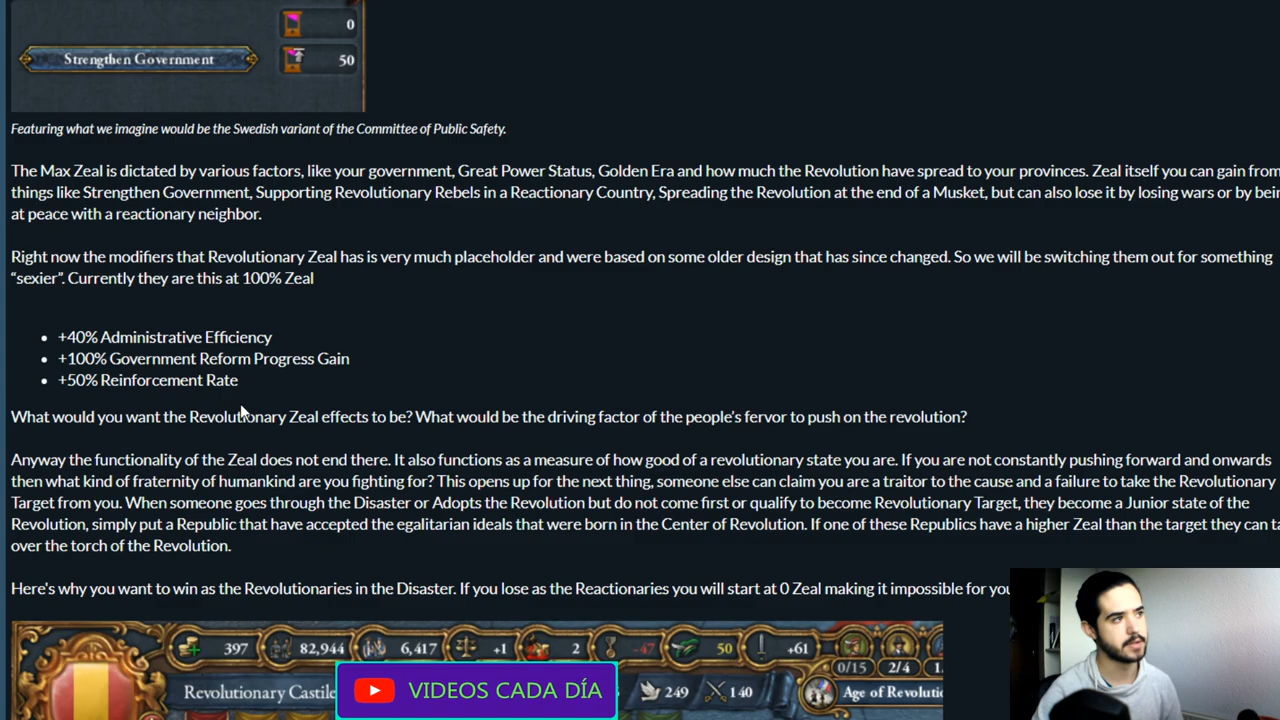 0
Strengthen Government
50
Featuring what we imagine would be the Swedish variant of the Committee of Public Safety.
The Max Zeal is dictated by various factors, like your government, Great Power Status, Golden Era and how much the Revolution have spread to your provinces. Zeal itself you can gain from
things like Strengthen Government, Supporting Revolutionary Rebels in a Reactionary Country, Spreading the Revolution at the end of a Musket, but can also lose it by losing wars or by
at peace with a reactionary neighbor.
Right now the modifiers that Revolutionary Zeal has is very much placeholder and were based on some older design that has since changed. So we will be switching them out for something
“sexier”. Currently they are this at 100% Zeal
• +40% Administrative Efficiency
• +100% Government Reform Progress Gain
• +50% Reinforcement Rate
What would you want the Revolutionary Zeal effects to be? What would be the driving factor of the people's fervor to push on the revolution?
Anyway the functionality of the Zeal does not end there. It also functions as a measure of how good of a revolutionary state you are. If you are not constantly pushing forward and onwards
then what kind of fraternity of humankind are you fighting for? This opens up for the next thing, someone else can claim you are a traitor to the cause and a failure to take the Revolutionary
Target from you. When someone goes through the Disaster or Adopts the Revolution but do not come first or qualify to become Revolutionary Target, they become a Junior state of the
Revolution, simply put a Republic that have accepted the egalitarian ideals that were born in the Center of Revolution. If one of these Republics have a higher Zeal than the target they can
over the torch of the Revolution.
Here's why you want to win as the Revolutionaries in the Disaster. If you lose as the Reactionaries you will start at 0 Zeal making it impossible for
397 82,944 6,417 +1 2 -47 50 +61
0/15 2/4
Revolutionary Castile 249 140 Age of
VIDEOS CADA DÍA